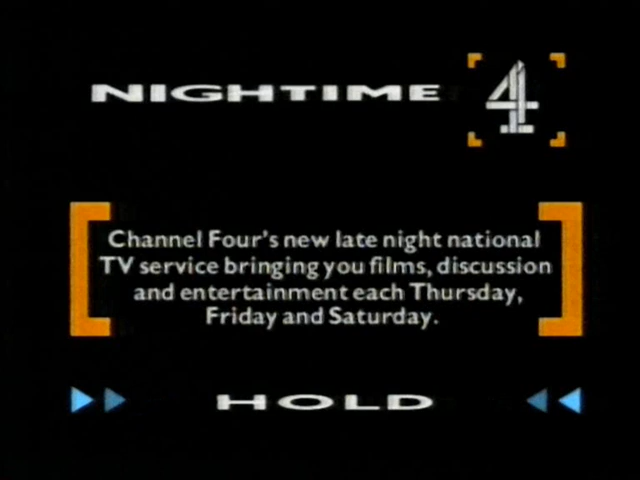 NIGHTIME 4
Channel Four's new late night national
TV service bringing you films, discussion
and entertainment each Thursday,
Friday and Saturday.
HOLD